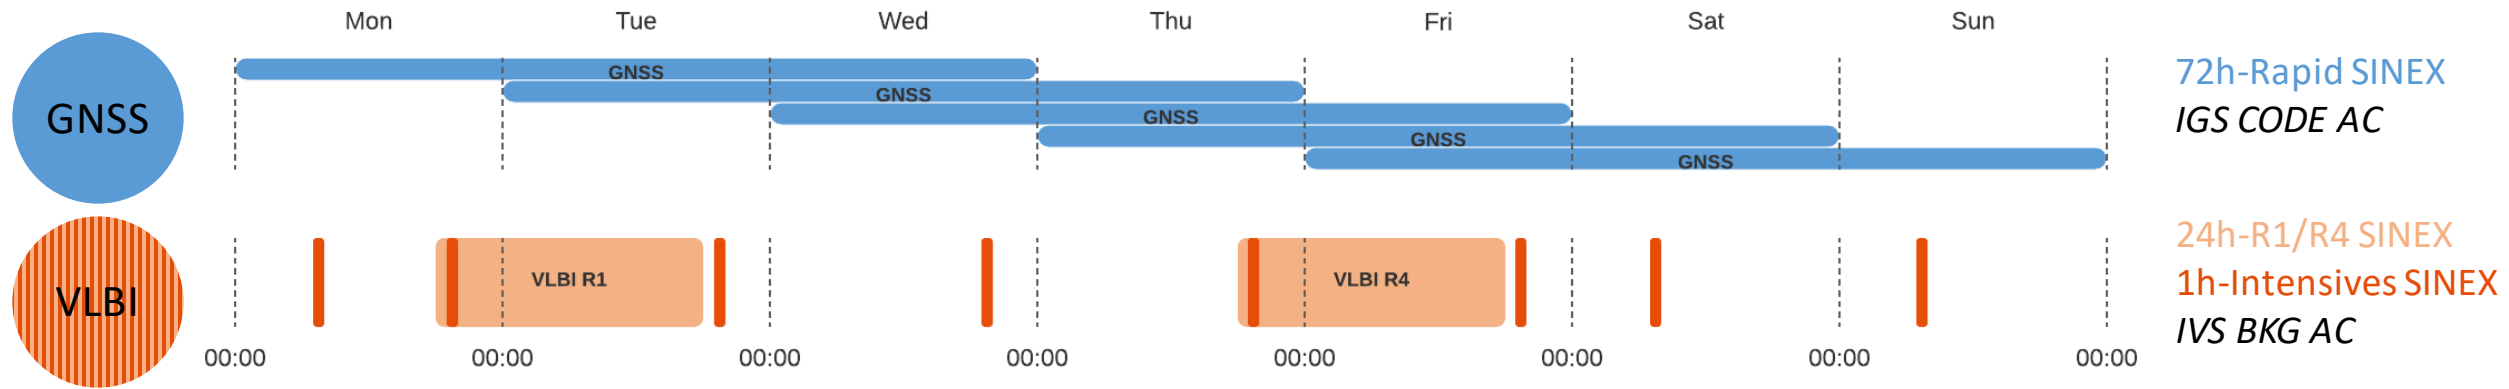 Mon Tue Wed Thu Fri Sat Sun
GNSS
GNSS
GNSS
GNSS
GNSS
GNSS
72h-Rapid SINEX
IGS CODE AC
VLBI
VLBI R1
VLBI R4
24h-R1/R4 SINEX
1h-Intensives SINEX
IVS BKG AC
00:00 00:00 00:00 00:00 00:00 00:00 00:00 00:00